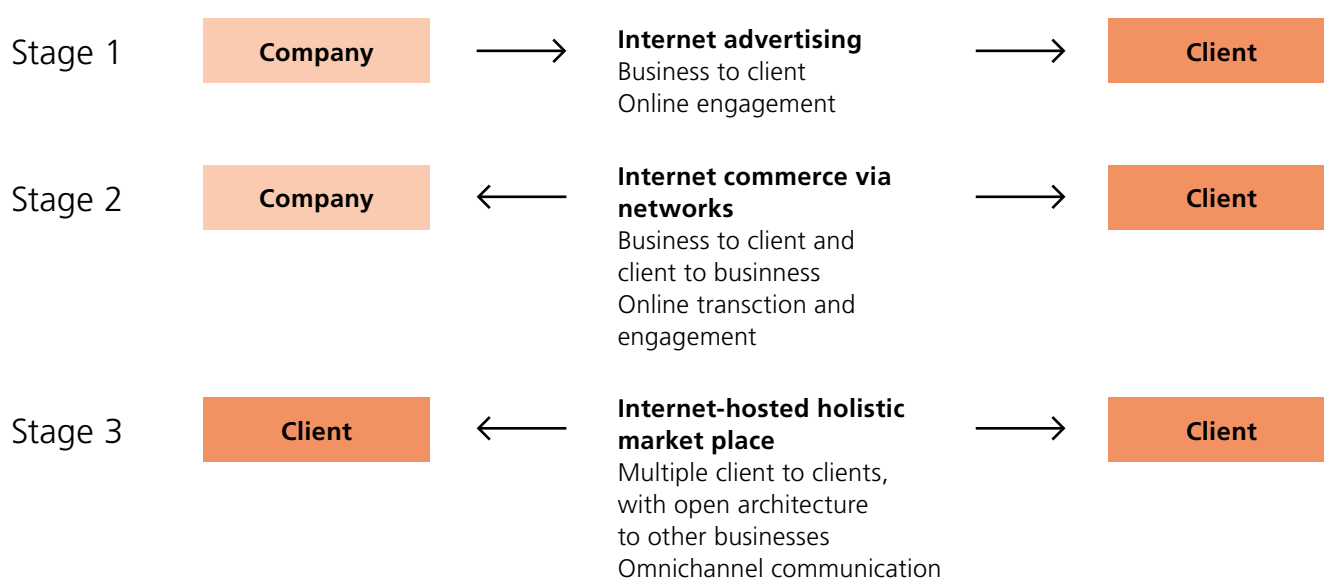 Stage 1
Company
Internet advertising
Business to client
Online engagement
Client
Stage 2
Company
Internet commerce via
networks
Business to client and
client to businness
Online transction and
engagement
Client
Stage 3
Client
Internet-hosted holistic
market place
Multiple client to clients,
with open architecture
to other businesses
Omnichannel communication
Client